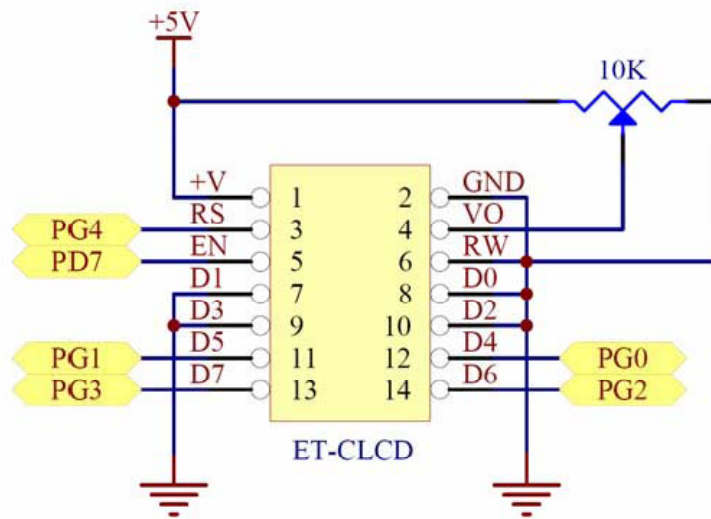 +5V
10K
+V 1 2 GND
PG4 RS 3 4 VO
PD7 EN 5 6 RW
D1 7 8 D0
D3 9 10 D2
PG1 D5 11 12 D4 PG0
PG3 D7 13 14 D6 PG2
ET-CLCD